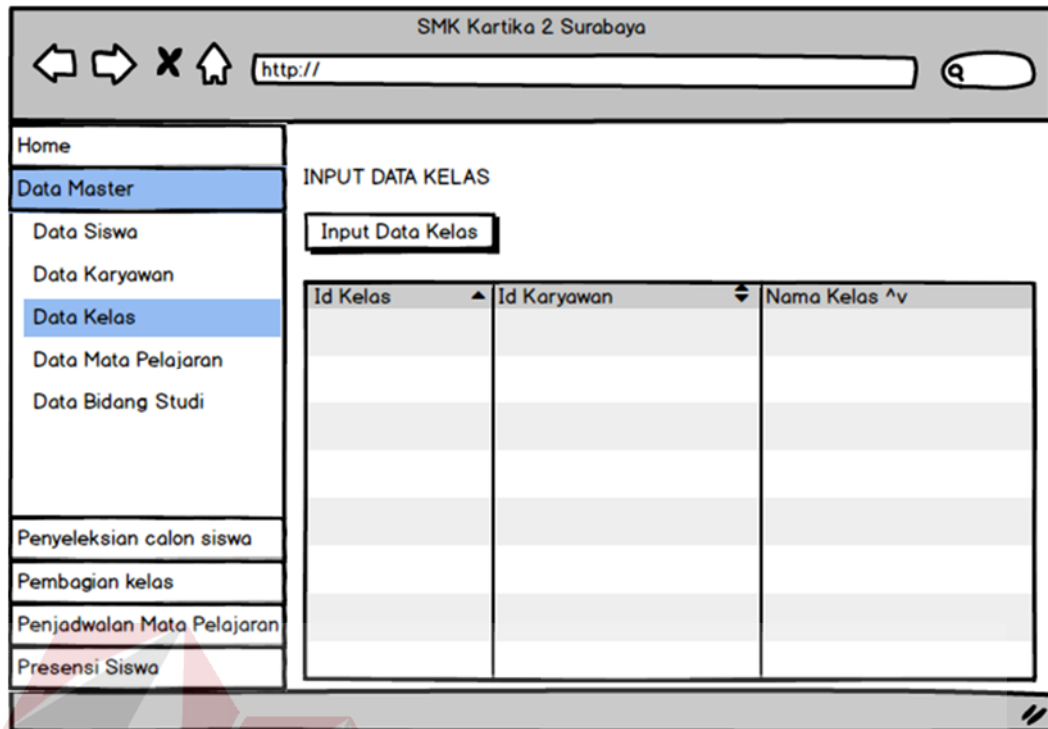 SMK Kartika 2 Surabaya
http://
Home
Data Master
Data Siswa
Data Karyawan
Data Kelas
Data Mata Pelajaran
Data Bidang Studi
Penyeleksian calon siswa
Pembagian kelas
Penjadwalan Mata Pelajaran
Presensi Siswa
INPUT DATA KELAS
Input Data Kelas
Id Kelas Id Karyawan Nama Kelas ^v